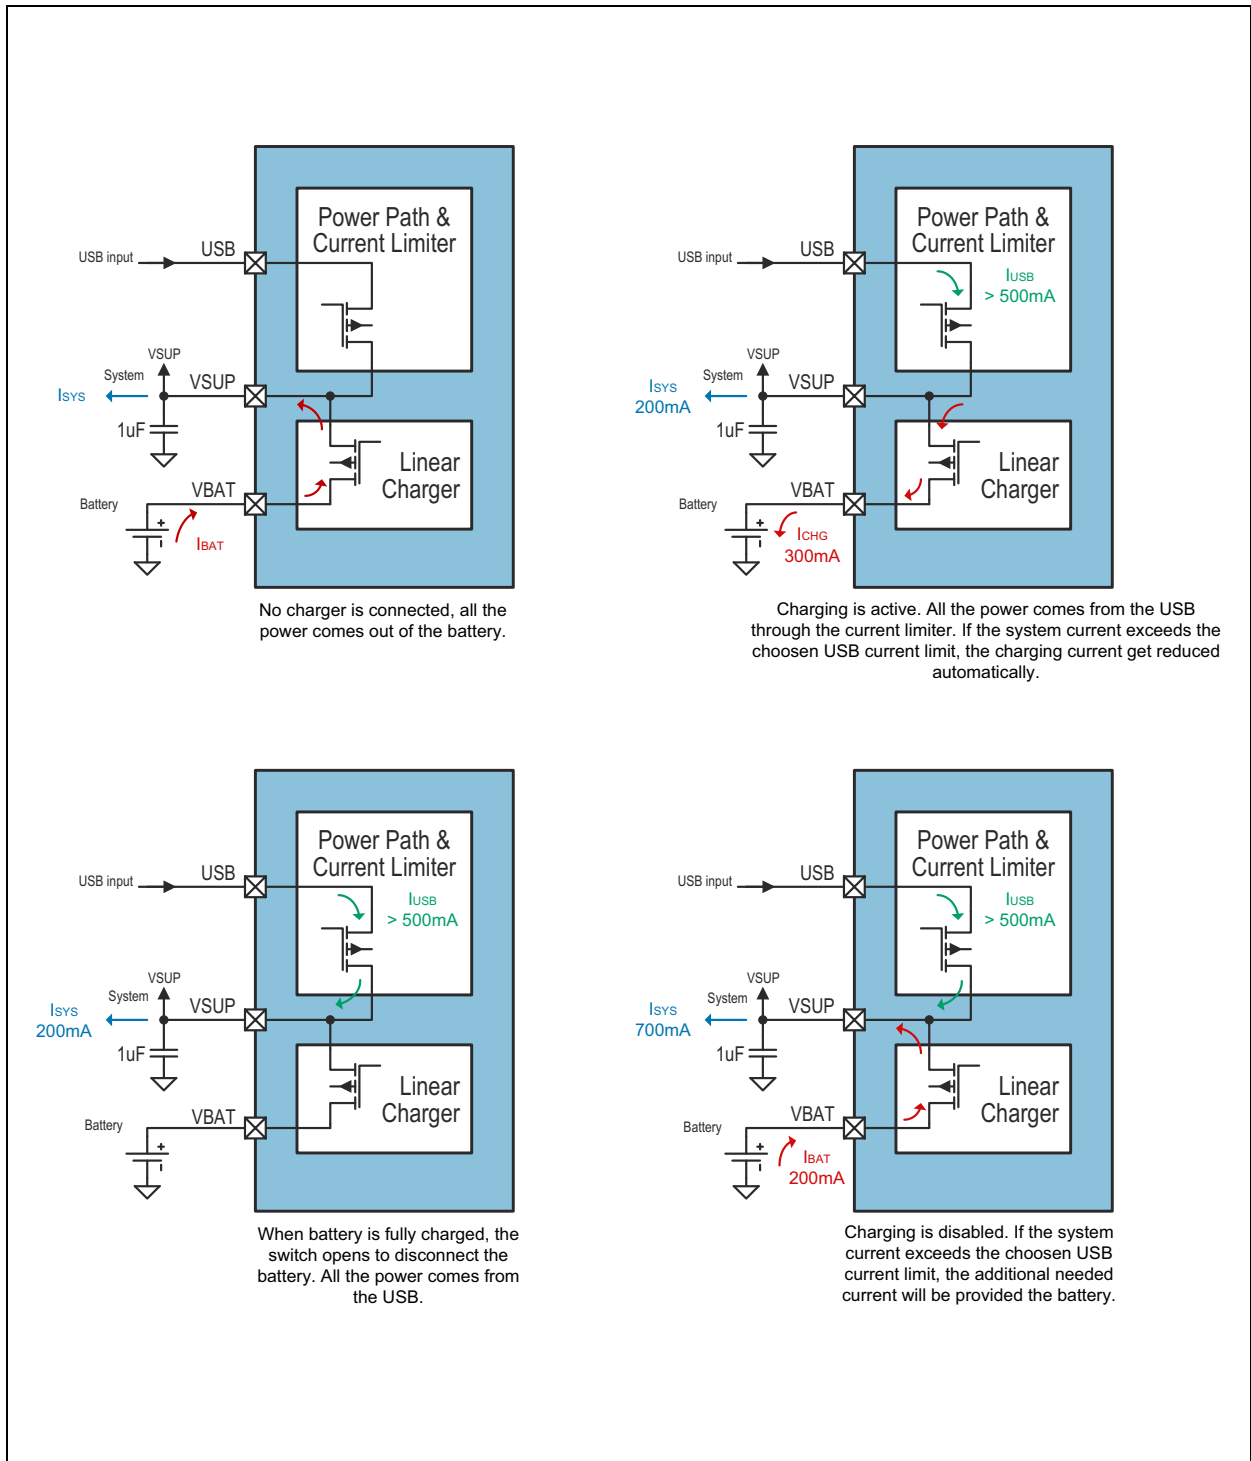 Power Path &
Current Limiter
USB
USB input
VSUP
System
VSUP
ISYS
1uF
Linear
Charger
VBAT
Battery
+
IBAT
No charger is connected, all the
power comes out of the battery.
Power Path &
Current Limiter
USB
USB input
IUSB
> 500mA
VSUP
System
VSUP
ISYS
200mA
1uF
Linear
Charger
VBAT
Battery
+
ICHG
300mA
Charging is active. All the power comes from the USB
through the current limiter. If the system current exceeds the
choosen USB current limit, the charging current get reduced
automatically.
Power Path &
Current Limiter
USB
USB input
IUSB
> 500mA
VSUP
System
VSUP
ISYS
200mA
1uF
Linear
Charger
VBAT
Battery
+
When battery is fully charged, the
switch opens to disconnect the
battery. All the power comes from
the USB.
Power Path &
Current Limiter
USB
USB input
IUSB
> 500mA
VSUP
System
VSUP
ISYS
700mA
1uF
Linear
Charger
VBAT
Battery
+
IBAT
200mA
Charging is disabled. If the system
current exceeds the choosen USB
current limit, the additional needed
current will be provided the battery.